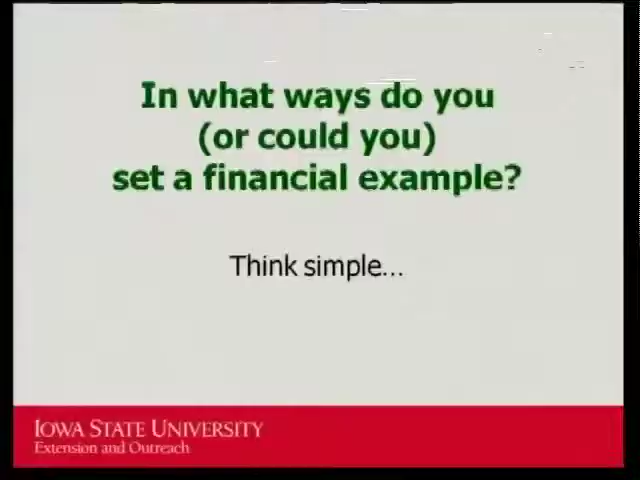 In what ways do you
(or could you)
set a financial example?
Think simple...
IOWA STATE UNIVERSITY
Extension and Outreach